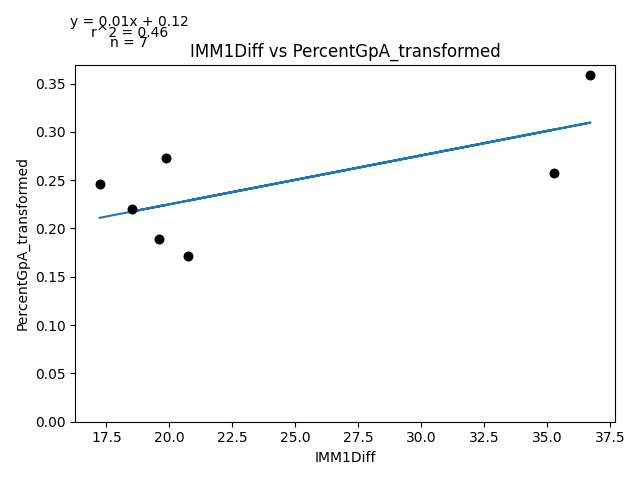 y = 0.01x + 0.12
r^2 = 0.46
n = 7
IMM1Diff vs PercentGpA_transformed
PercentGpA_transformed
0.35
0.30
0.25
0.20
0.15
0.10
0.05
0.00
17.5 20.0 22.5 25.0 27.5 30.0 32.5 35.0 37.5
IMM1Diff